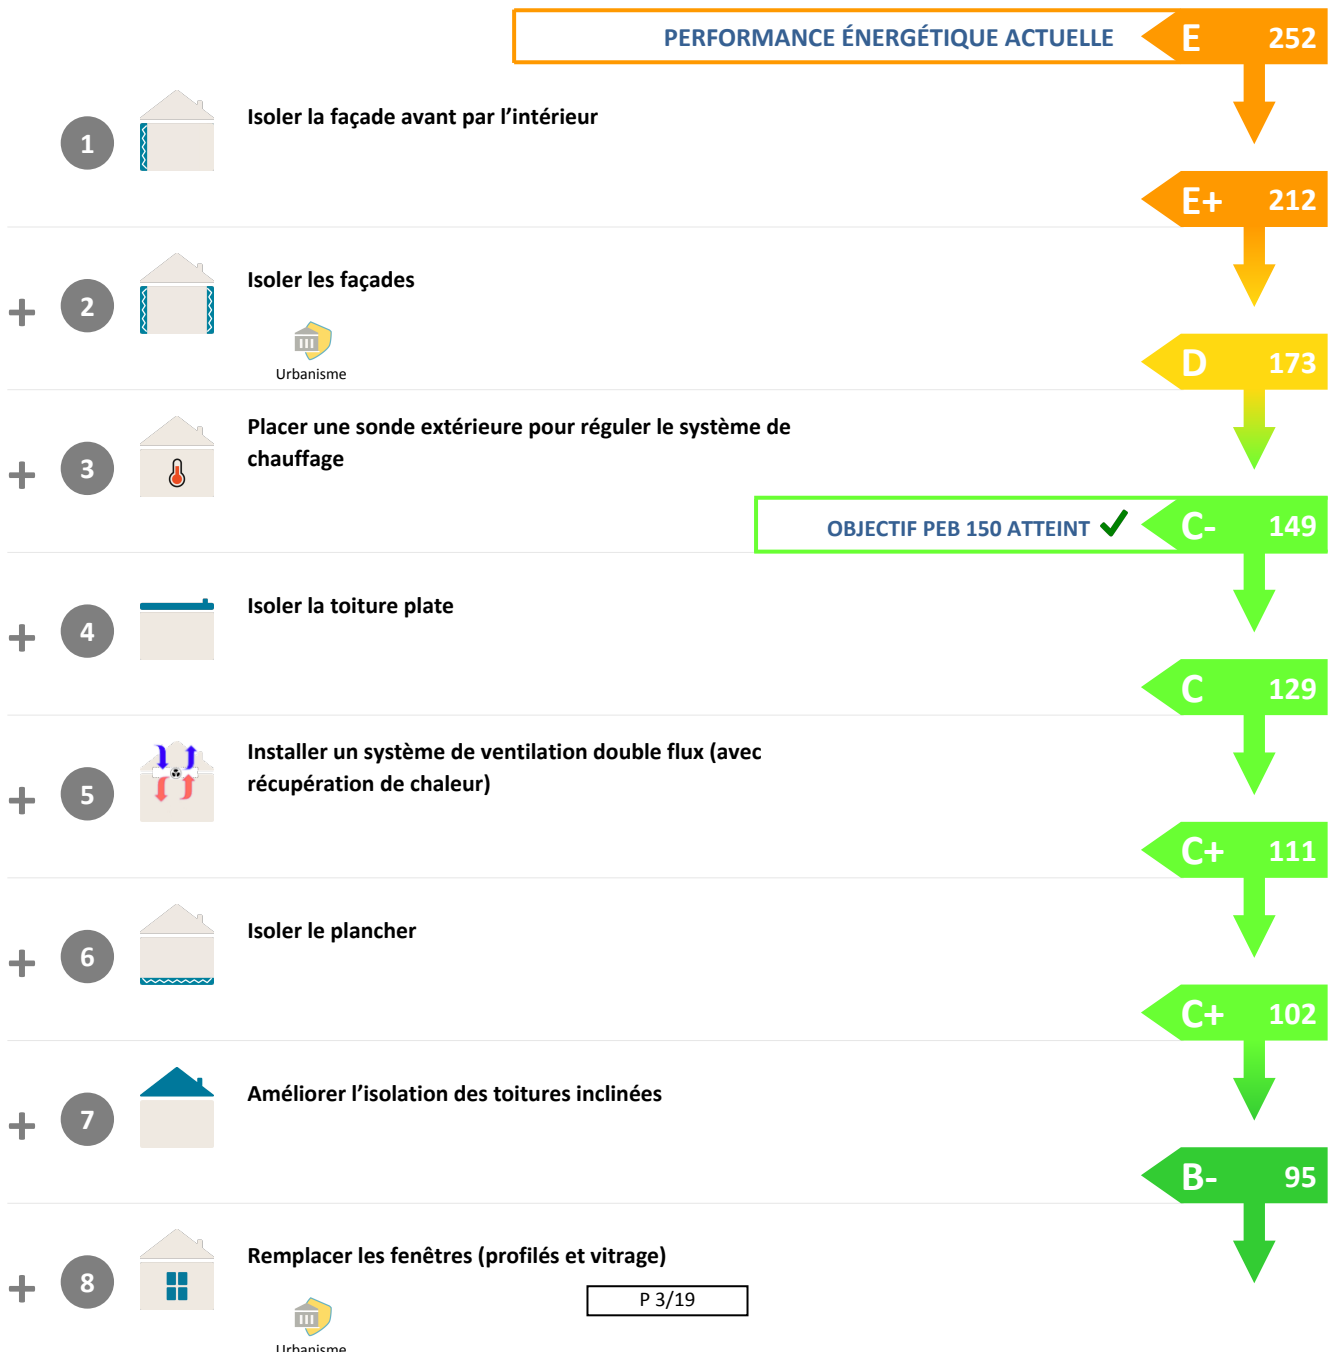 PERFORMANCE ÉNERGÉTIQUE ACTUELLE E 252
1 Isoler la façade avant par l’intérieur
E+ 212
+ 2 Isoler les façades
Urbanisme
D 173
+ 3 Placer une sonde extérieure pour réguler le système de
chauffage
OBJECTIF PEB 150 ATTEINT C- 149
+ 4 Isoler la toiture plate
C 129
+ 5 Installer un système de ventilation double flux (avec
récupération de chaleur)
C+ 111
+ 6 Isoler le plancher
C+ 102
+ 7 Améliorer l’isolation des toitures inclinées
B- 95
+ 8 Remplacer les fenêtres (profilés et vitrage)
P 3/19
Urbanisme